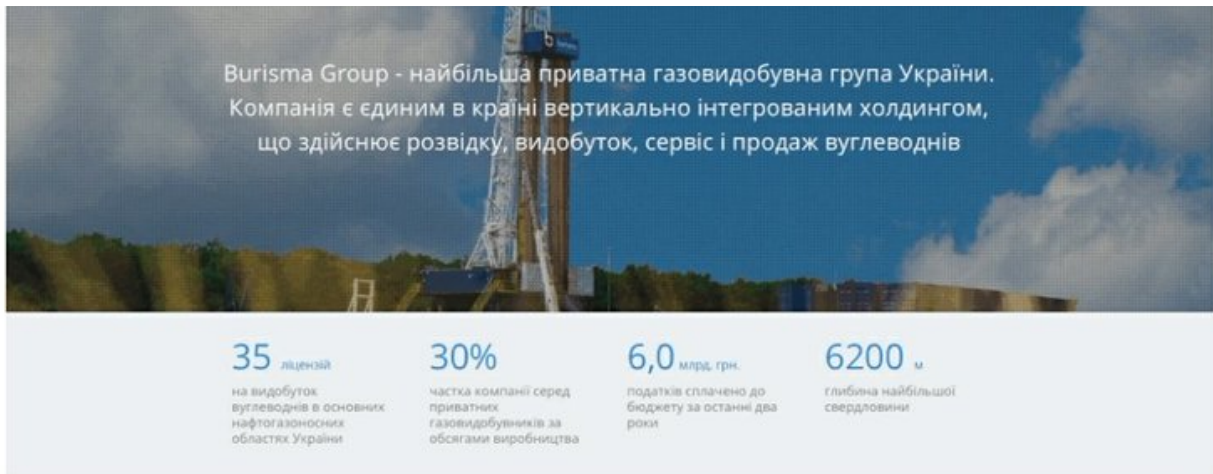 Burisma Group - найбільша приватна газовидобувна група України.
Компанія є єдиним в країні вертикально інтегрованим холдингом,
що здійснює розвідку, видобуток, сервіс і продаж вуглеводнів
35 ліцензій
на видобуток
вуглеводнів в основних
нафтогазоносних
областях України
30%
частка компанії серед
приватних
газовидобувників за
обсягами виробництва
6,0 млрд. грн.
податків сплачено до
бюджету за останні два
роки
6200 м
глибина найбільшої
свердловини